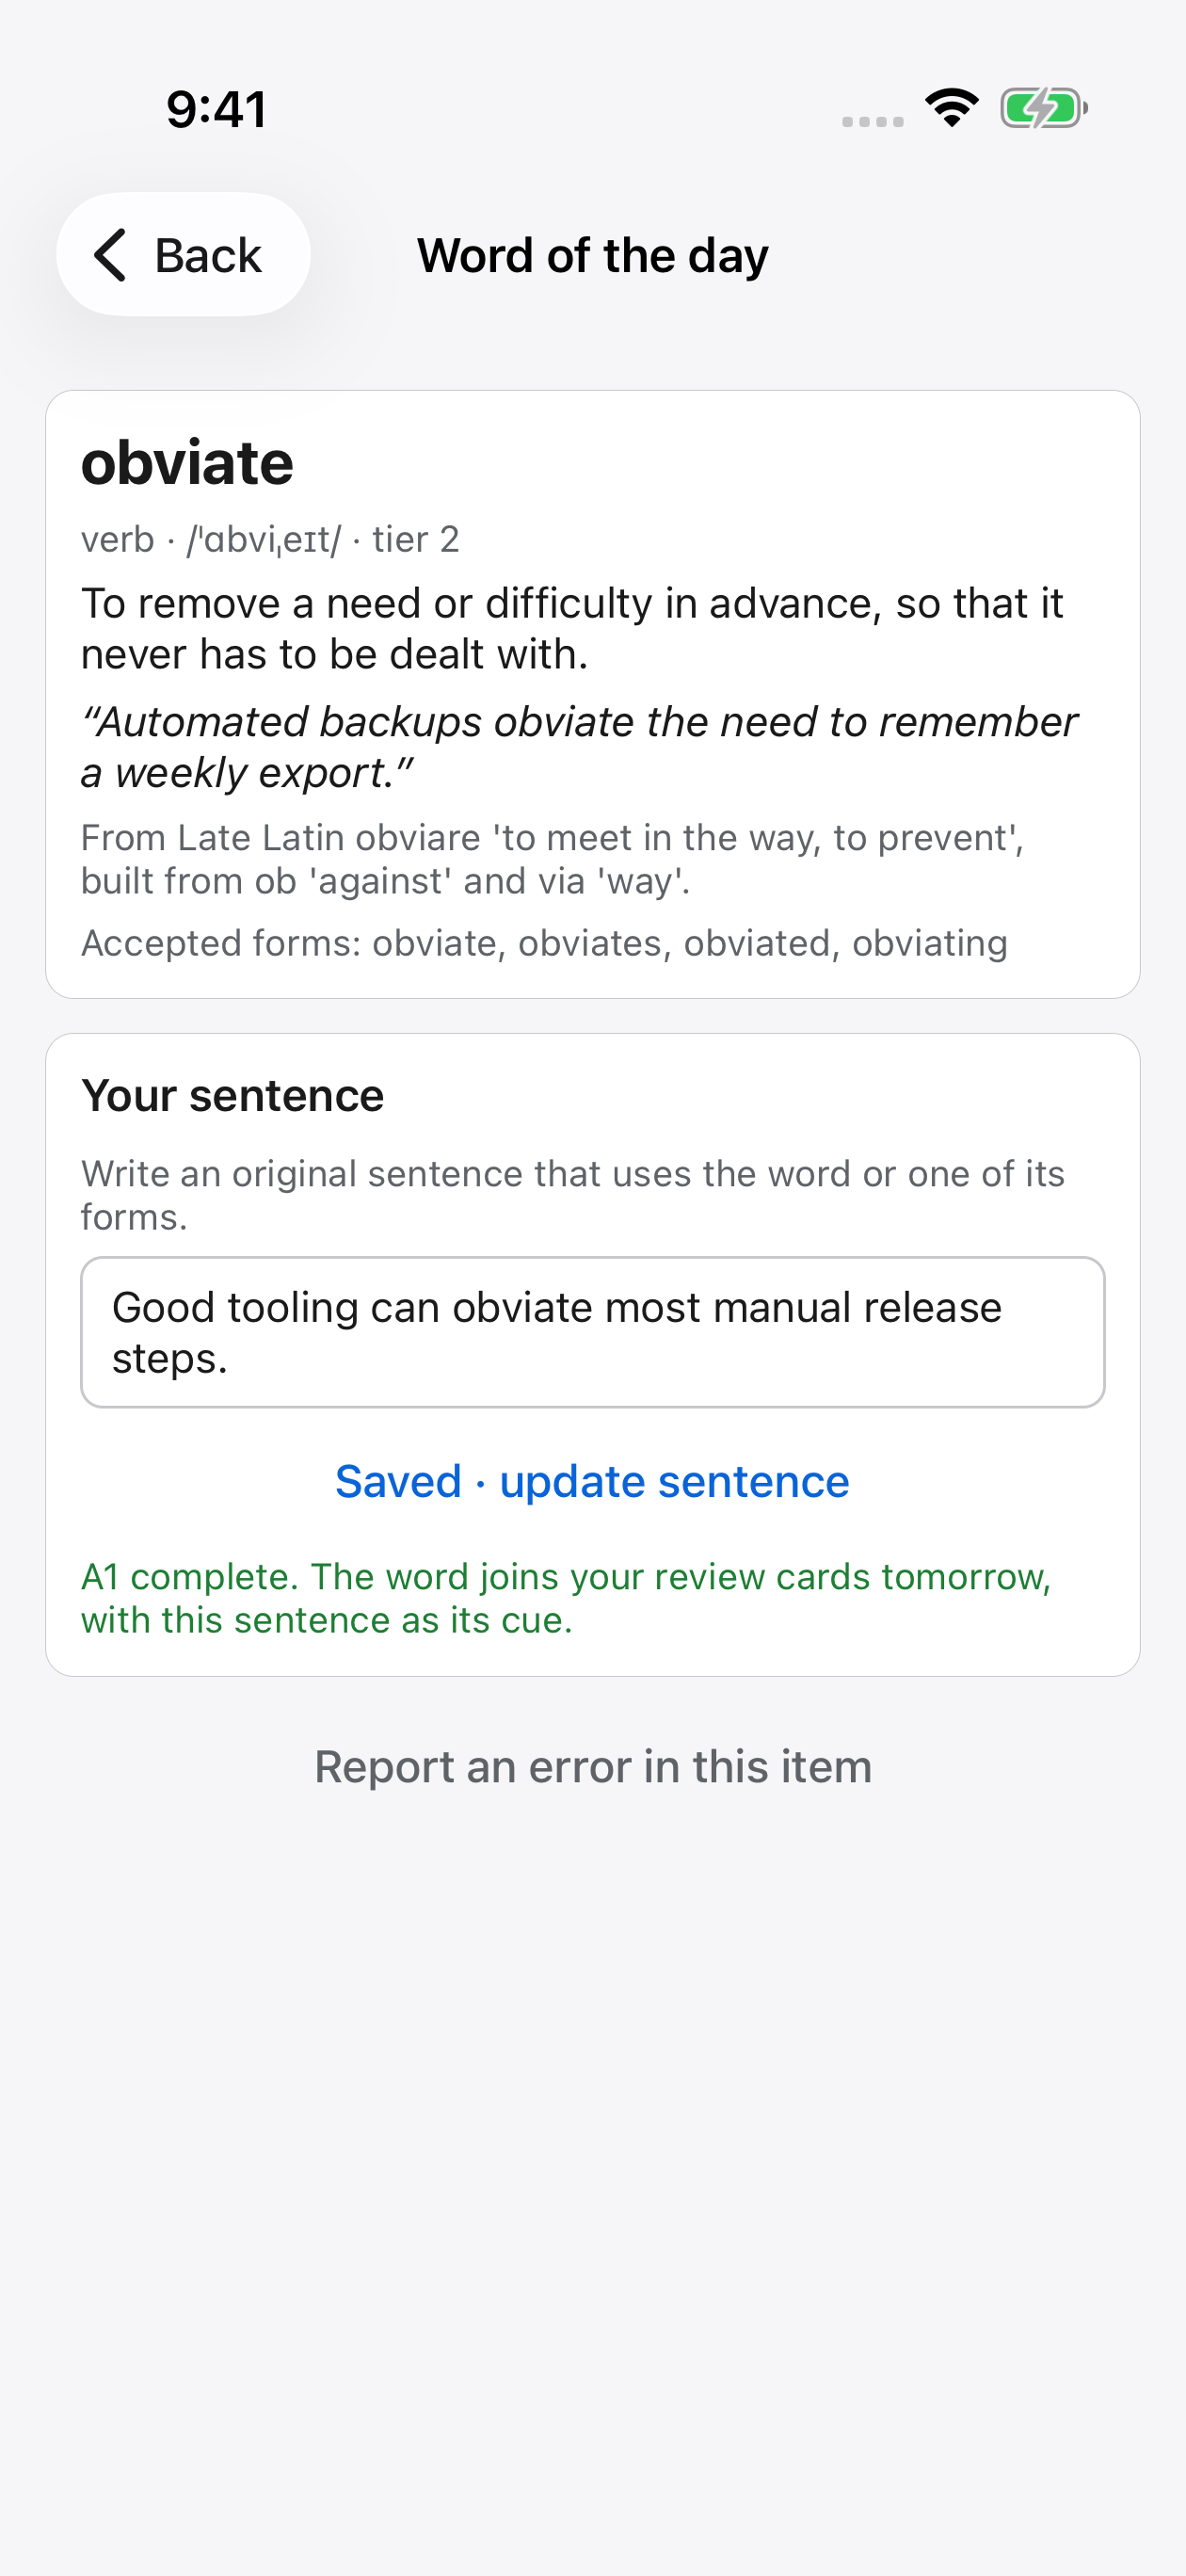 9:41
Back
Word of the day
obviate
verb · /ˈɑbviˌeɪt/ · tier 2
To remove a need or difficulty in advance, so that it
never has to be dealt with.
“Automated backups obviate the need to remember
a weekly export.”
From Late Latin obviare 'to meet in the way, to prevent',
built from ob 'against' and via 'way'.
Accepted forms: obviate, obviates, obviated, obviating
Your sentence
Write an original sentence that uses the word or one of its
forms.
Good tooling can obviate most manual release
steps.
Saved · update sentence
A1 complete. The word joins your review cards tomorrow,
with this sentence as its cue.
Report an error in this item